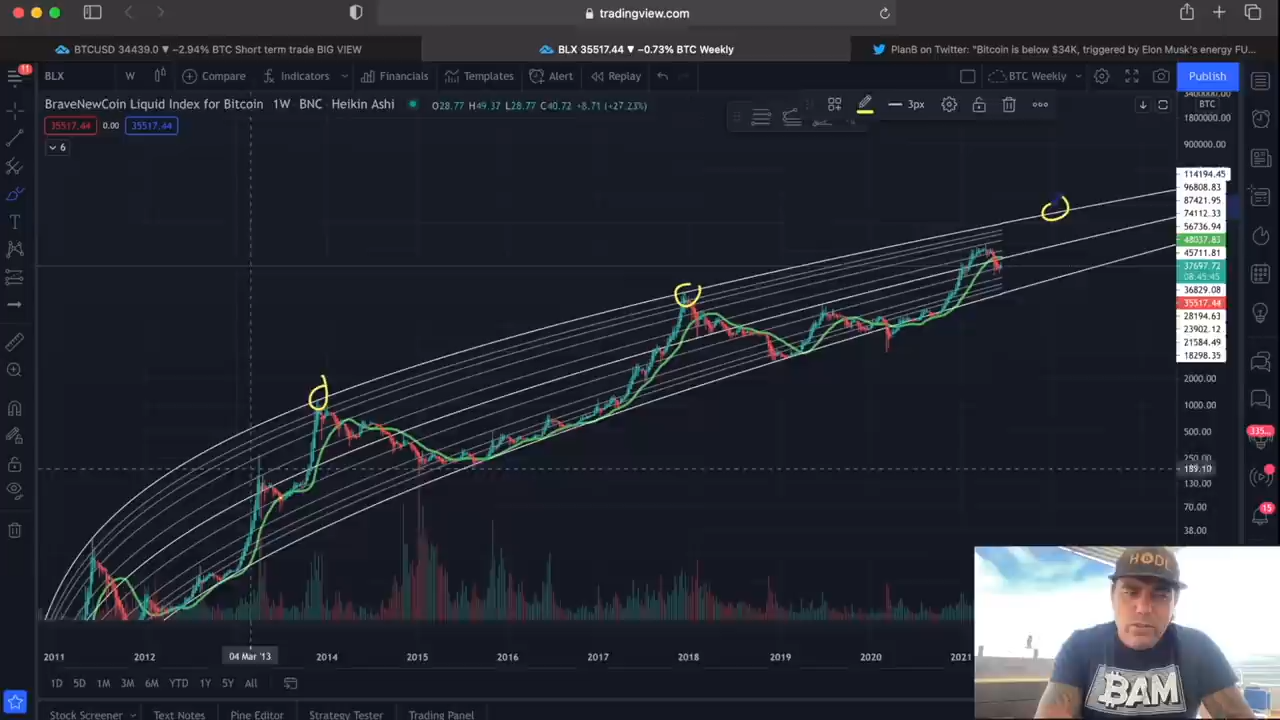 tradingview.com
BTCUSD 34439.0 ▼ −2.94% BTC Short term trade BIG VIEW
BLX 35517.44 ▼ −0.73% BTC Weekly
PlanB on Twitter: "Bitcoin is below $34K, triggered by Elon Musk's energy FU...
11
BLX
W
Compare
Indicators
Financials
Templates
Alert
Replay
BTC Weekly
Publish
BraveNewCoin Liquid Index for Bitcoin · 1W · BNC · Heikin Ashi
O28.77 H49.37 L28.77 C40.72 +8.71 (+27.23%)
3px
BTC
35517.44 0.00 35517.44
6
1800000.00
900000.00
114194.45
96808.83
87421.95
74112.33
56736.94
48037.83
45711.81
37697.72
08:45:45
36829.08
35517.44
28194.63
23902.12
21584.49
18298.35
2000.00
1000.00
500.00
189.10
130.00
70.00
38.00
335...
15
2011
2012
04 Mar '13
2014
2015
2016
2017
2018
2019
2020
2021
1D 5D 1M 3M 6M YTD 1Y 5Y All
Stock Screener
Text Notes
Pine Editor
Strategy Tester
Trading Panel
HODL
BAM